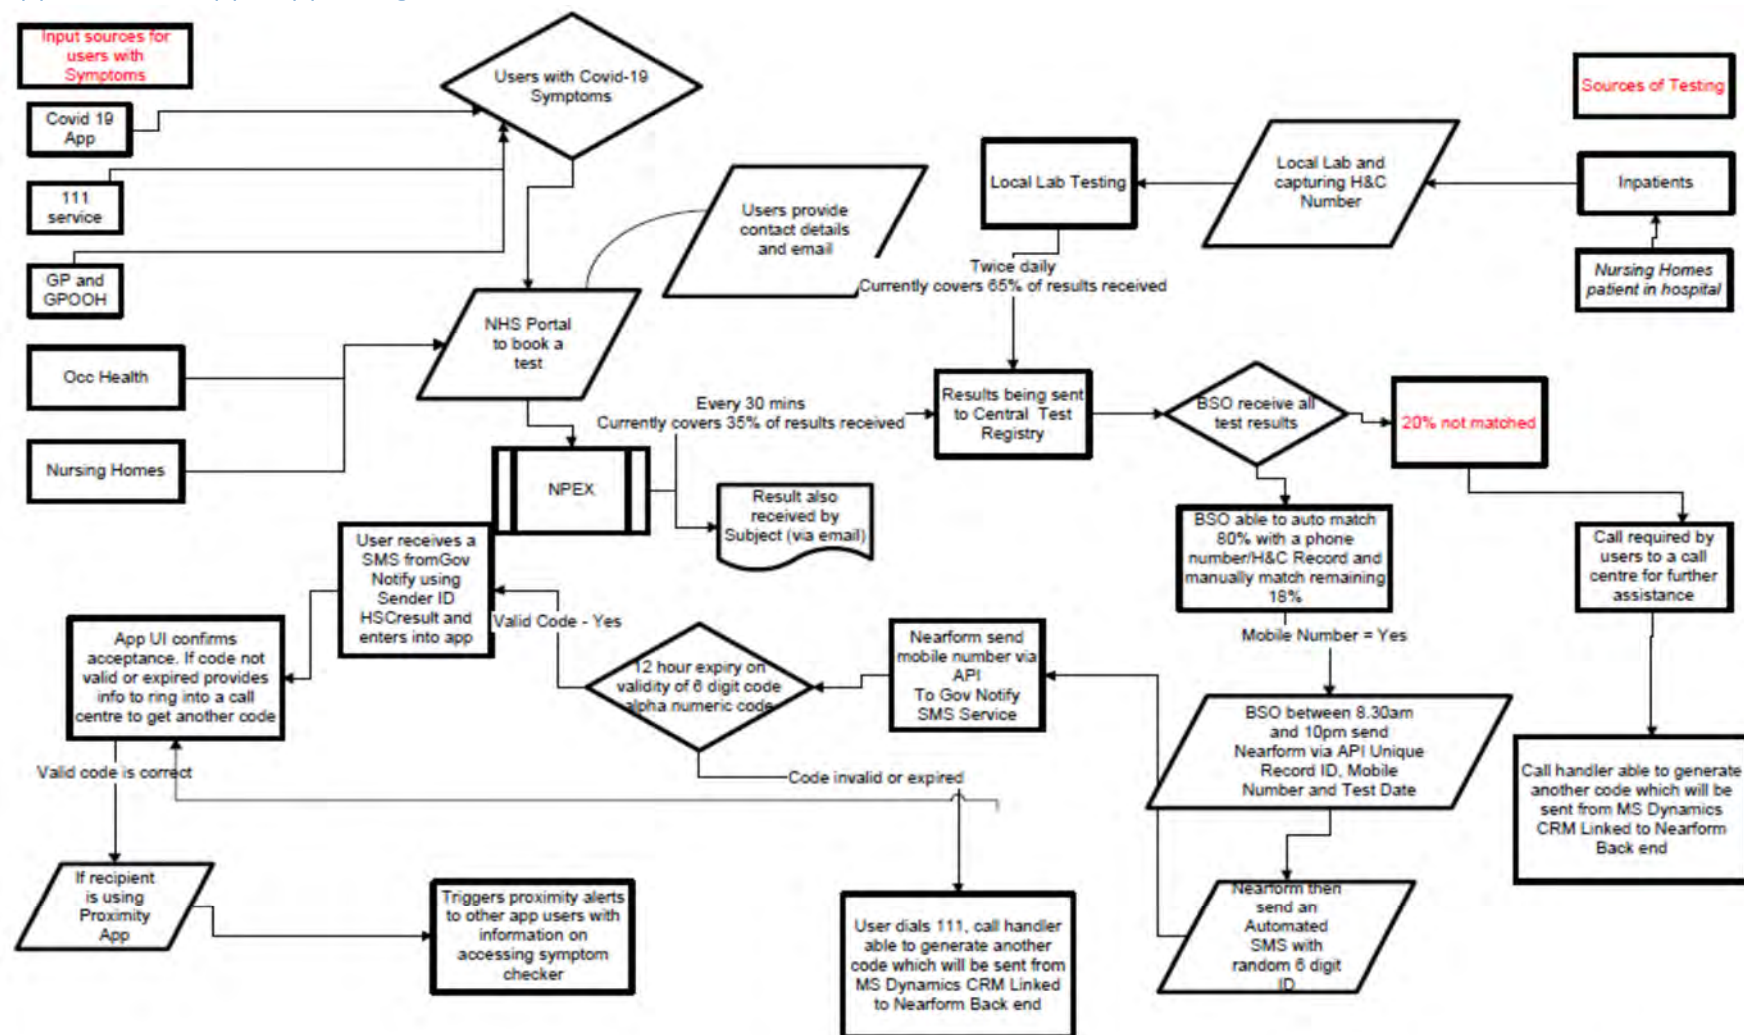 Input sources for
users with
Symptoms
Covid 19
App
111
service
GP and
GPOOH
Occ Health
Nursing Homes
Users with Covid-19
Symptoms
Users provide
contact details
and email
NHS Portal
to book a
test
NPEX
Every 30 mins
Currently covers 35% of results received
Result also
received by
Subject (via email)
Sources of Testing
Inpatients
Nursing Homes
patient in hospital
Local Lab and
capturing H&C
Number
Local Lab Testing
Twice daily
Currently covers 65% of results received
Results being sent
to Central Test
Registry
BSO receive all
test results
20% not matched
BSO able to auto match
80% with a phone
number/H&C Record and
manually match remaining
18%
Call required by
users to a call
centre for further
assistance
Mobile Number = Yes
BSO between 8.30am
and 10pm send
Nearform via API Unique
Record ID, Mobile
Number and Test Date
Call handler able to generate
another code which will be
sent from MS Dynamics
CRM Linked to Nearform
Back end
Nearform then
send an
Automated
SMS with
random 6 digit
ID
Nearform send
mobile number via
API
To Gov Notify
SMS Service
12 hour expiry on
validity of 6 digit code
alpha numeric code
Valid Code - Yes
Code invalid or expired
User dials 111, call handler
able to generate another
code which will be sent from
MS Dynamics CRM Linked
to Nearform Back end
User receives a
SMS fromGov
Notify using
Sender ID
HSCresult and
enters into app
App UI confirms
acceptance. If code not
valid or expired provides
info to ring into a call
centre to get another code
Valid code is correct
If recipient
is using
Proximity
App
Triggers proximity alerts
to other app users with
information on
accessing symptom
checker